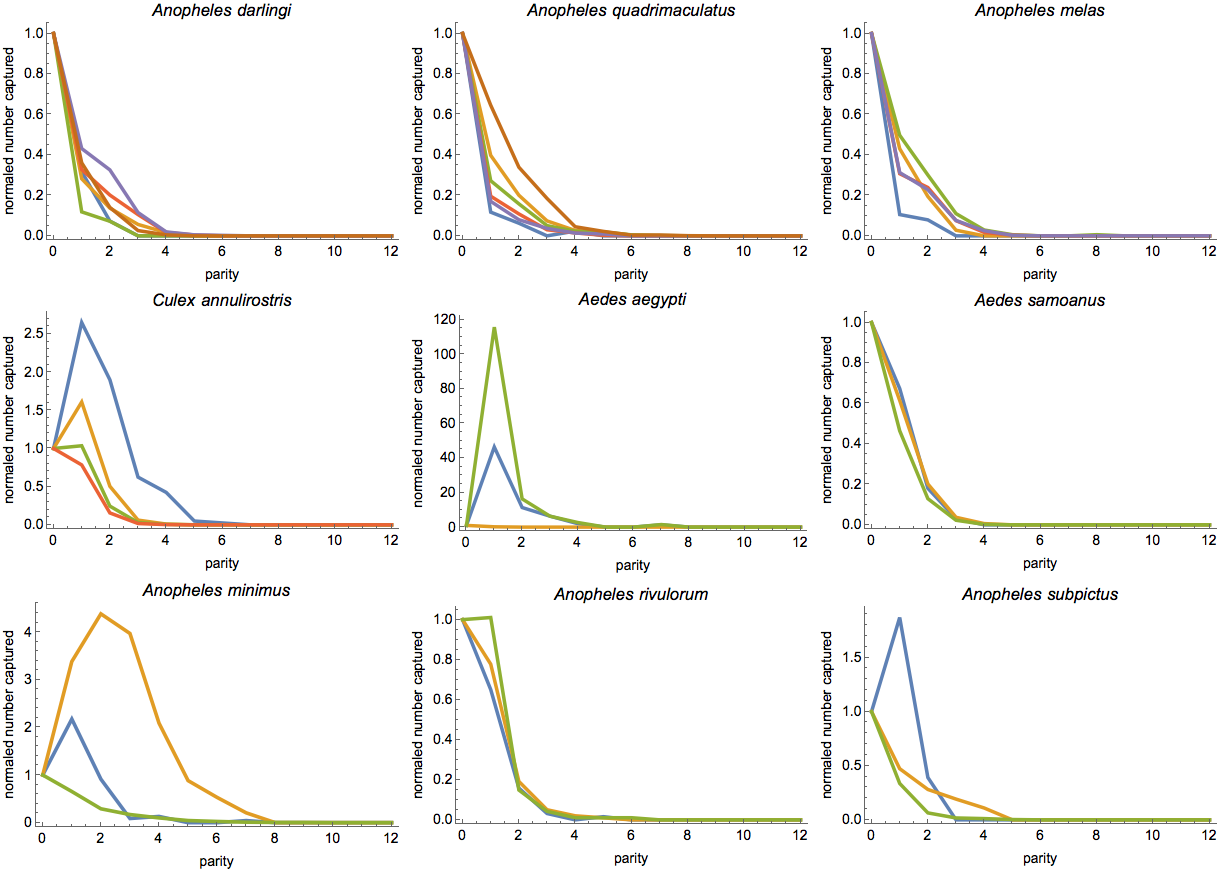 Anopheles darlingi
normaled number captured
1.0
0.8
0.6
0.4
0.2
0.0
0 2 4 6 8 10 12
parity
Anopheles quadrimaculatus
normaled number captured
1.0
0.8
0.6
0.4
0.2
0.0
0 2 4 6 8 10 12
parity
Anopheles melas
normaled number captured
1.0
0.8
0.6
0.4
0.2
0.0
0 2 4 6 8 10 12
parity
Culex annulirostris
normaled number captured
2.5
2.0
1.5
1.0
0.5
0.0
0 2 4 6 8 10 12
parity
Aedes aegypti
normaled number captured
120
100
80
60
40
20
0
0 2 4 6 8 10 12
parity
Aedes samoanus
normaled number captured
1.0
0.8
0.6
0.4
0.2
0.0
0 2 4 6 8 10 12
parity
Anopheles minimus
normaled number captured
4
3
2
1
0
0 2 4 6 8 10 12
parity
Anopheles rivulorum
normaled number captured
1.0
0.8
0.6
0.4
0.2
0.0
0 2 4 6 8 10 12
parity
Anopheles subpictus
normaled number captured
1.5
1.0
0.5
0.0
0 2 4 6 8 10 12
parity